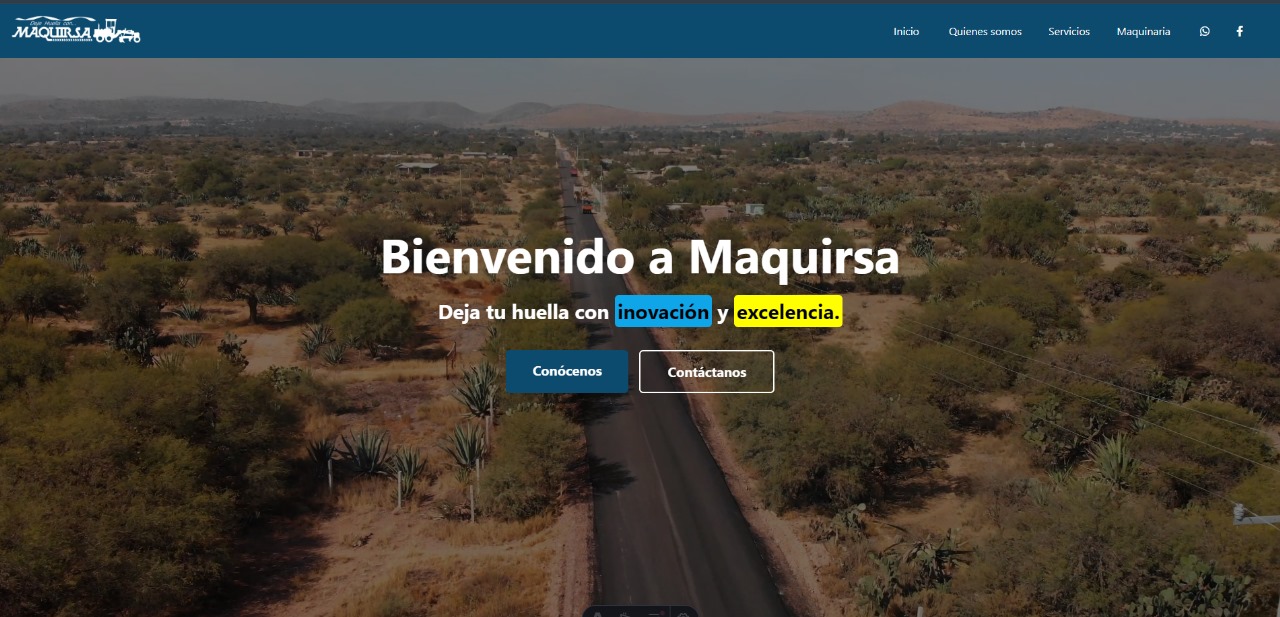 Deja Huella con...
MAQUIRSA
Inicio Quienes somos Servicios Maquinaria
Bienvenido a Maquirsa
Deja tu huella con inovación y excelencia.
Conócenos Contáctanos